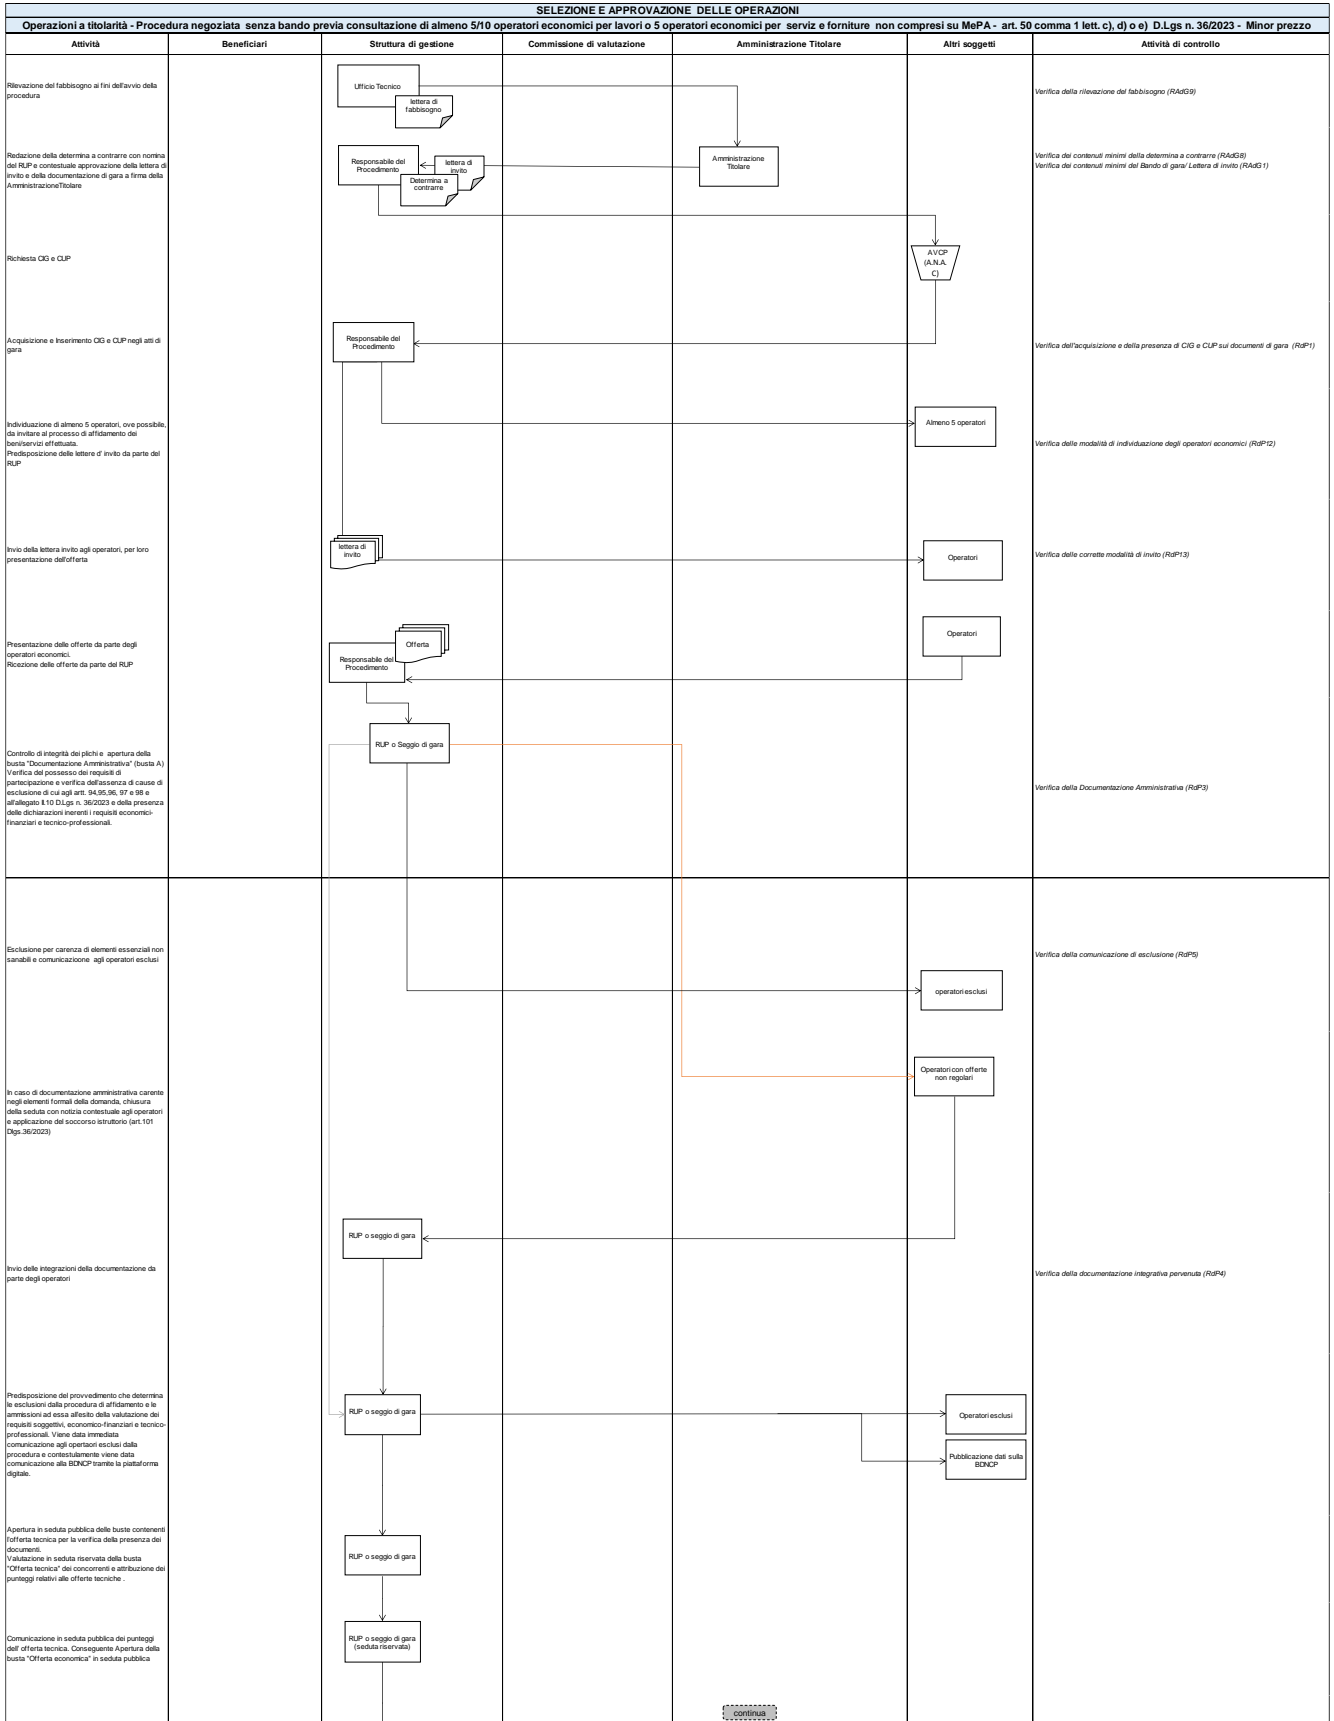 SELEZIONE E APPROVAZIONE DELLE OPERAZIONI
Operazioni a titolarità - Procedura negoziata senza bando previa consultazione di almeno 5/10 operatori economici per lavori o 5 operatori economici per serviz e forniture non compresi su MePA - art. 50 comma 1 lett. c), d) o e) D.Lgs n. 36/2023 - Minor prezzo
Attività
Beneficiari
Struttura di gestione
Commissione di valutazione
Amministrazione Titolare
Altri soggetti
Attività di controllo
Rilevazione del fabbisogno ai fini dell'avvio della
procedura
Ufficio Tecnico
lettera di
fabbisogno
Verifica della rilevazione del fabbisogno (RAdG9)
Redazione della determina a contrarre con nomina
del RUP e contestuale approvazione della lettera di
invito e della documentazione di gara a firma della
AmministrazioneTitolare
Responsabile del
Procedimento
lettera di
invito
Determina a
contrarre
Amministrazione
Titolare
Verifica dei contenuti minimi della determina a contrarre (RAdG8)
Verifica dei contenuti minimi del Bando di gara/ Lettera di invito (RAdG1)
Richiesta CIG e CUP
AVCP
(A.N.A.
C)
Acquisizione e Inserimento CIG e CUP negli atti di
gara
Responsabile del
Procedimento
Verifica dell'acquisizione e della presenza di CIG e CUP sui documenti di gara (RdP1)
Individuazione di almeno 5 operatori, ove possibile,
da invitare al processo di affidamento dei
beni/servizi effettuata.
Predisposizione delle lettere d' invito da parte del
RUP
Almeno 5 operatori
Verifica delle modalità di individuazione degli operatori economici (RdP12)
Invio della lettera invito agli operatori, per loro
presentazione dell'offerta
lettera di
invito
Operatori
Verifica delle corrette modalità di invito (RdP13)
Presentazione delle offerte da parte degli
operatori economici.
Ricezione delle offerte da parte del RUP
Offerta
Responsabile del
Procedimento
Operatori
RUP o Seggio di gara
Controllo di integrità dei plichi e apertura della
busta "Documentazione Amministrativa" (busta A)
Verifica del possesso dei requisiti di
partecipazione e verifica dell'assenza di cause di
esclusione di cui agli artt. 94,95,96, 97 e 98 e
all'allegato II.10 D.Lgs n. 36/2023 e della presenza
delle dichiarazioni inerenti i requisiti economici-
finanziari e tecnico-professionali.
Verifica della Documentazione Amministrativa (RdP3)
Esclusione per carenza di elementi essenziali non
sanabili e comunicazioone agli operatori esclusi
operatori esclusi
Verifica della comunicazione di esclusione (RdP5)
In caso di documentazione amministrativa carente
negli elementi formali della domanda, chiusura
della seduta con notizia contestuale agli operatori
e applicazione del soccorso istruttorio (art.101
Dlgs.36/2023)
Operatori con offerte
non regolari
Invio delle integrazioni della documentazione da
parte degli operatori
RUP o seggio di gara
Verifica della documentazione integrativa pervenuta (RdP4)
Predisposizione del provvedimento che determina
le esclusioni dalla procedura di affidamento e le
ammissioni ad essa all'esito della valutazione dei
requisiti soggettivi, economico-finanziari e tecnico-
professionali. Viene data immediata
comunicazione agli opertaori esclusi dalla
procedura e contestulamente viene data
comunicazione alla BDNCP tramite la piattaforma
digitale.
RUP o seggio di gara
Operatori esclusi
Pubblicazione dati sulla
BDNCP
Apertura in seduta pubblica delle buste contenenti
l'offerta tecnica per la verifica della presenza dei
documenti.
Valutazione in seduta riservata della busta
"Offerta tecnica" dei concorrenti e attribuzione dei
punteggi relativi alle offerte tecniche .
RUP o seggio di gara
Comunicazione in seduta pubblica dei punteggi
dell' offerta tecnica. Conseguente Apertura della
busta "Offerta economica" in seduta pubblica
RUP o seggio di gara
(seduta riservata)
continua